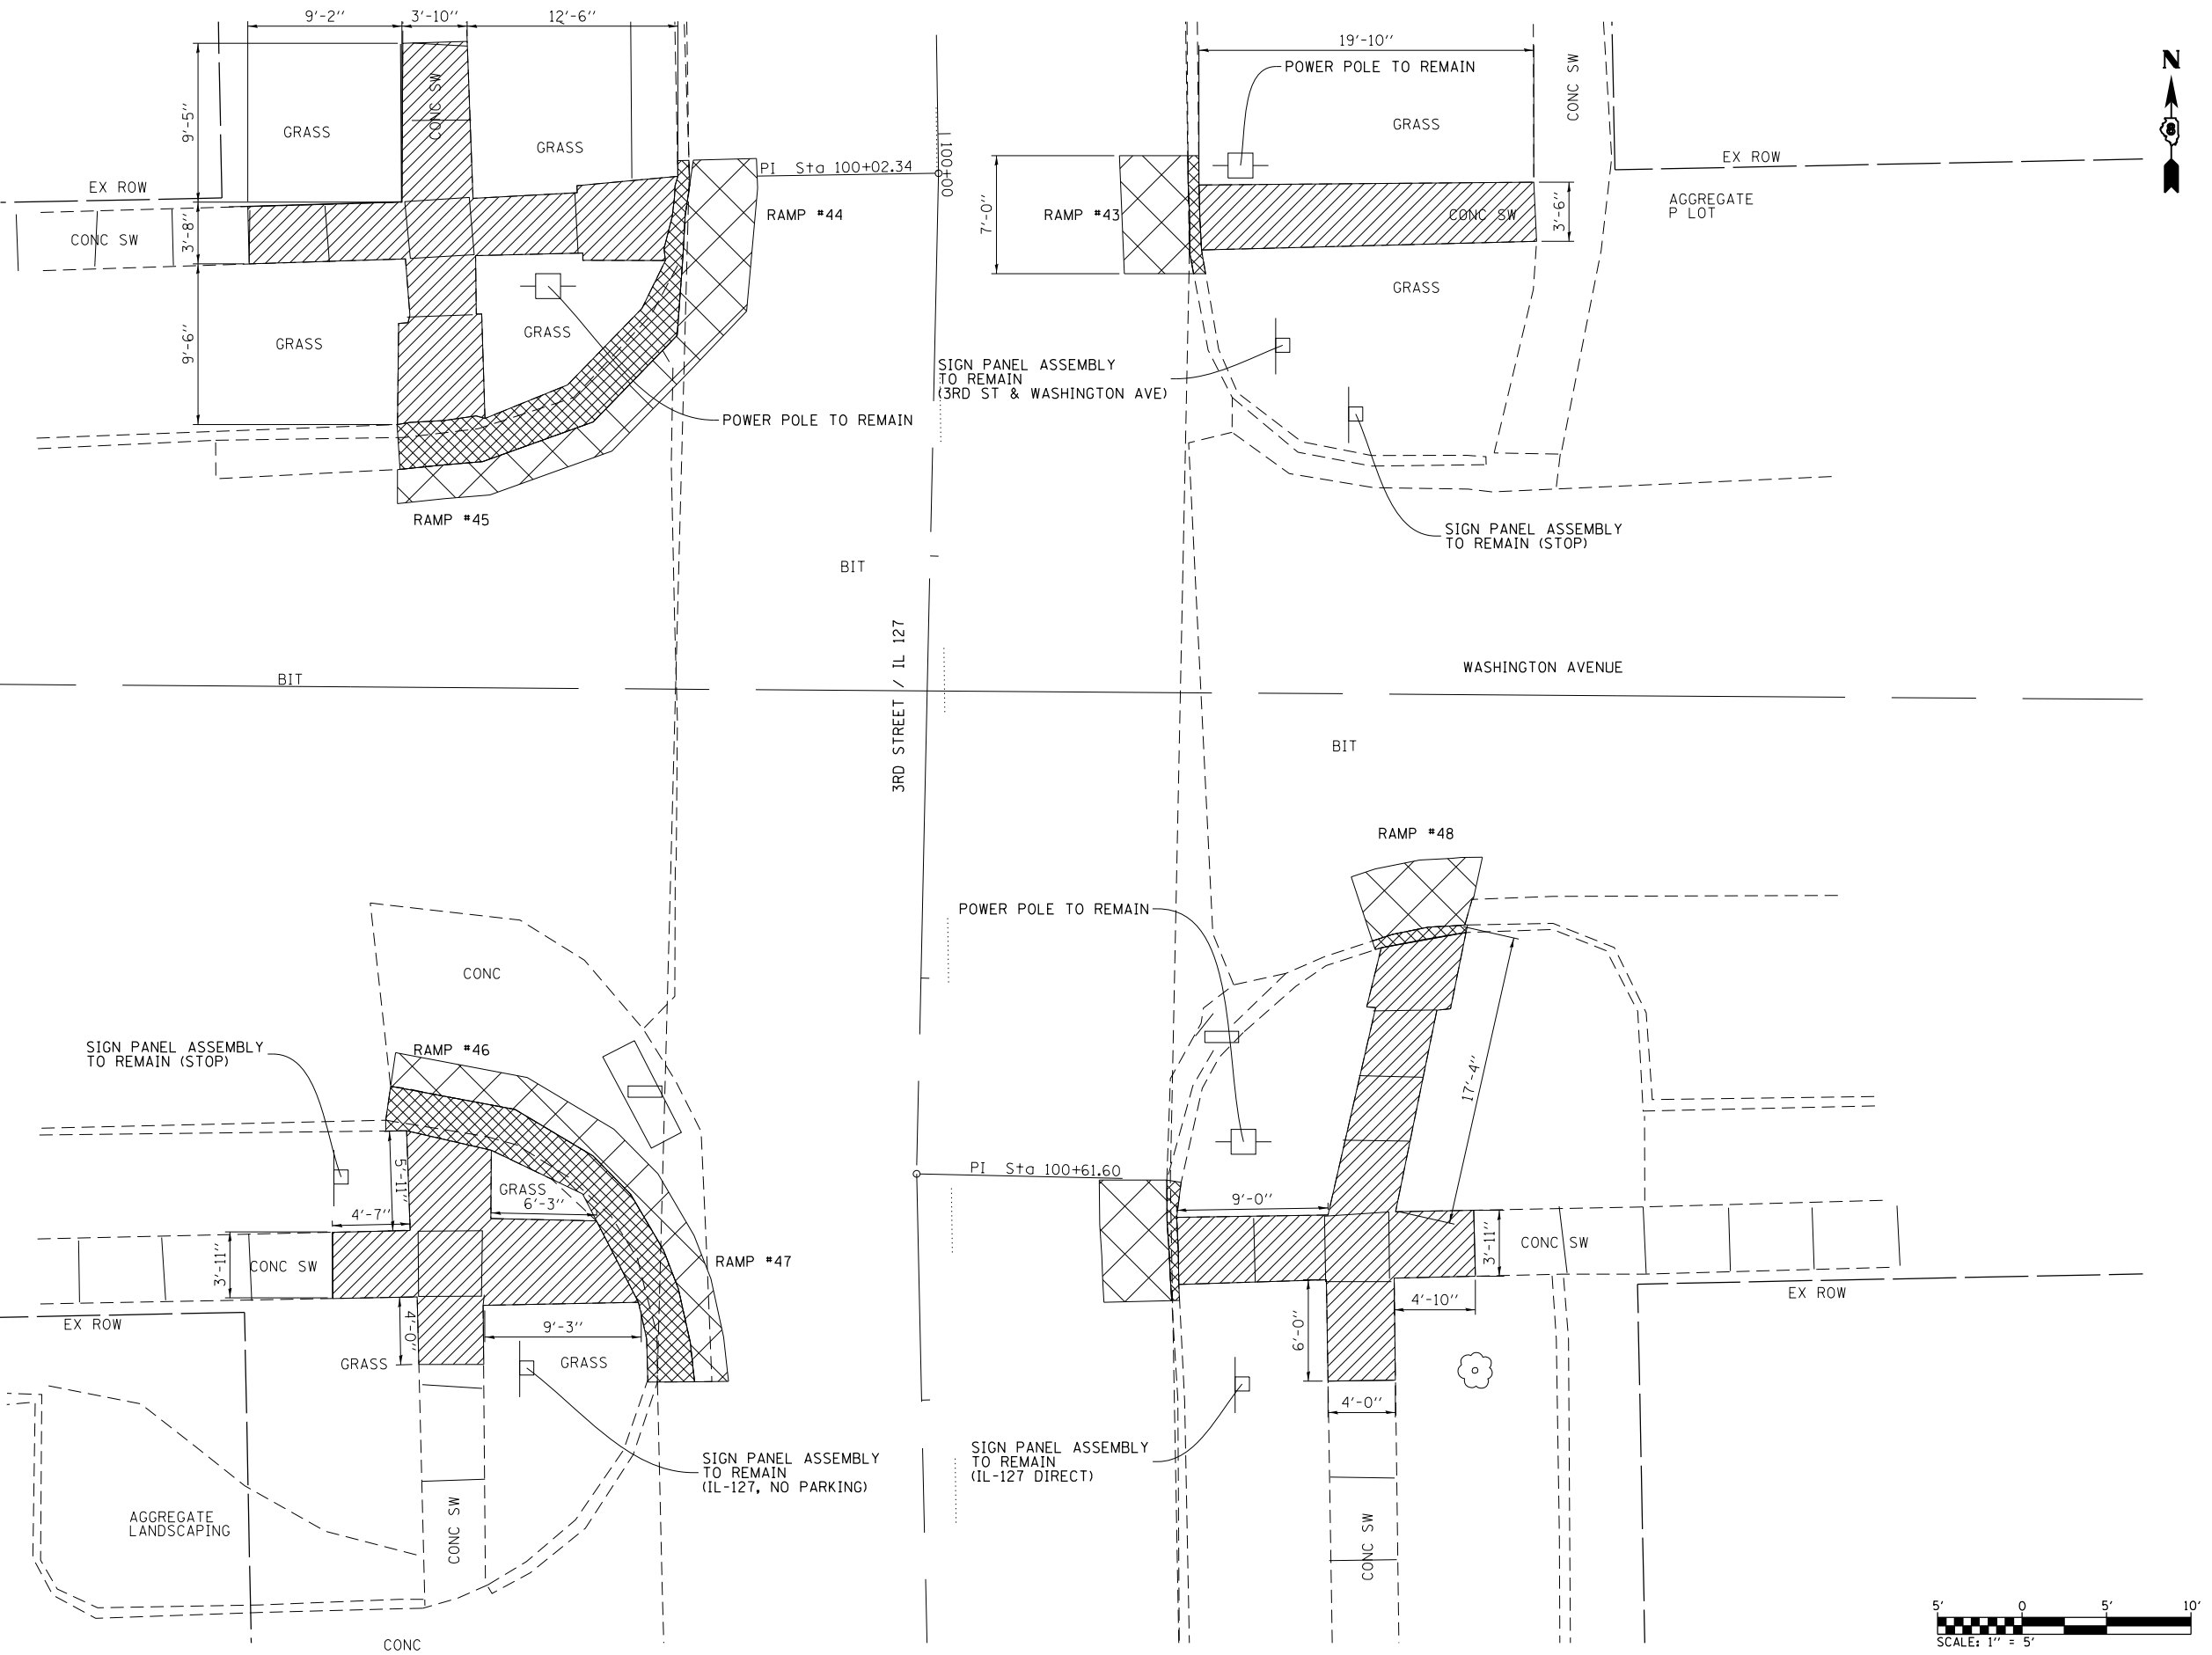 9'-2"
3'-10"
12'-6"
9'-5"
CONC SW
GRASS
GRASS
EX ROW
3'-8"
CONC SW
PI Sta 100+02.34
100+00
RAMP #44
9'-6"
GRASS
GRASS
POWER POLE TO REMAIN
RAMP #45
19'-10"
POWER POLE TO REMAIN
CONC SW
GRASS
7'-0"
RAMP #43
CONC SW
3'-6"
EX ROW
AGGREGATE
P LOT
GRASS
SIGN PANEL ASSEMBLY
TO REMAIN
(3RD ST & WASHINGTON AVE)
SIGN PANEL ASSEMBLY
TO REMAIN (STOP)
N
8
BIT
BIT
3RD STREET / IL 127
WASHINGTON AVENUE
BIT
CONC
SIGN PANEL ASSEMBLY
TO REMAIN (STOP)
RAMP #46
5'-11"
GRASS
6'-3"
4'-7"
3'-11"
CONC SW
RAMP #47
EX ROW
4'-0"
9'-3"
GRASS
GRASS
SIGN PANEL ASSEMBLY
TO REMAIN
(IL-127, NO PARKING)
AGGREGATE
LANDSCAPING
CONC SW
CONC
RAMP #48
POWER POLE TO REMAIN
17'-4"
PI Sta 100+61.60
9'-0"
3'-11"
CONC SW
EX ROW
4'-10"
6'-0"
4'-0"
SIGN PANEL ASSEMBLY
TO REMAIN
(IL-127 DIRECT)
CONC SW
5' 0 5' 10'
SCALE: 1" = 5'